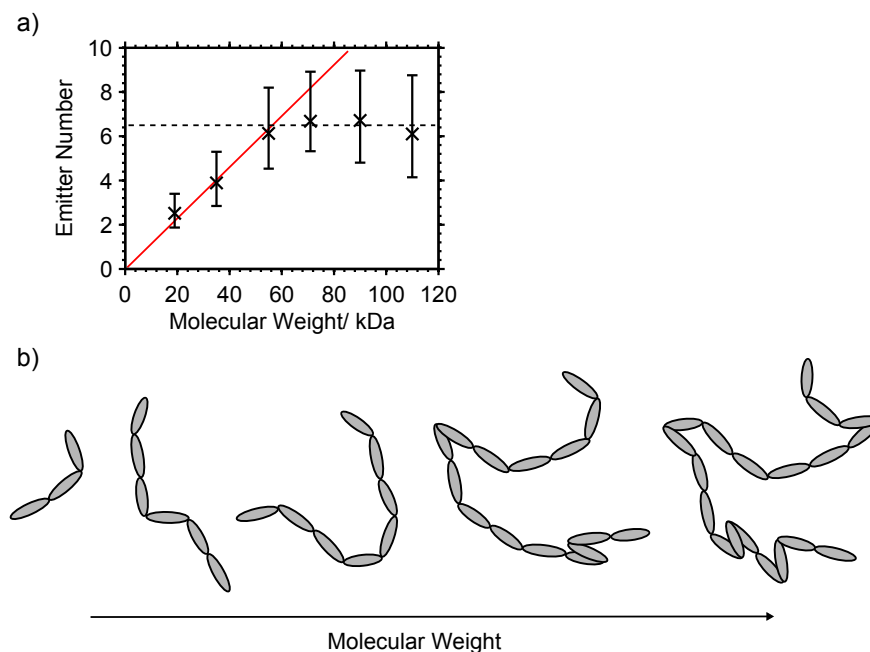 a)
10
8
6
4
2
0
Emitter Number
0 20 40 60 80 100 120
Molecular Weight/ kDa
b)
Molecular Weight